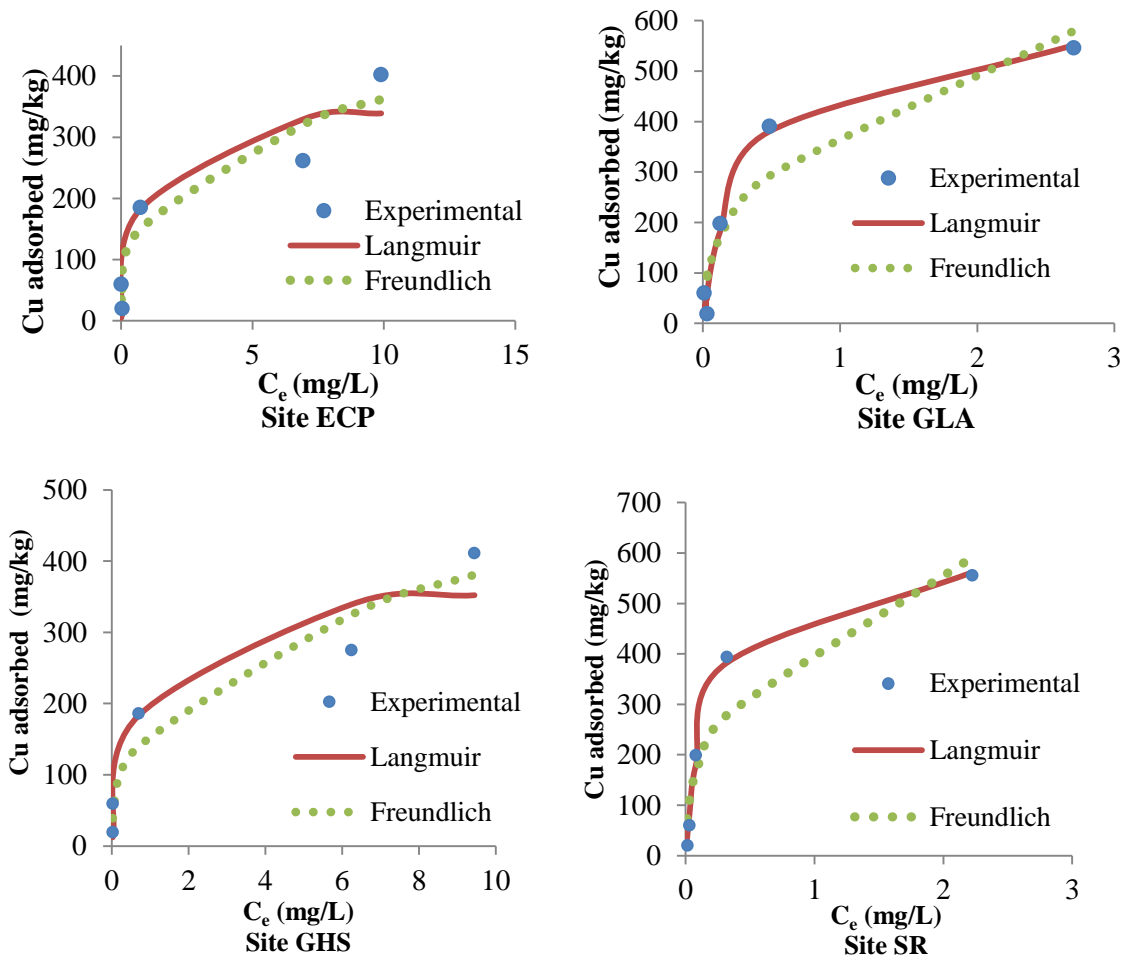 Cu adsorbed (mg/kg)
400
300
200
100
0
Experimental
Langmuir
Freundlich
0 5 10 15
Cₑ (mg/L)
Site ECP
Cu adsorbed (mg/kg)
600
500
400
300
200
100
0
Experimental
Langmuir
Freundlich
0 1 2 3
Cₑ (mg/L)
Site GLA
Cu adsorbed (mg/kg)
500
400
300
200
100
0
Experimental
Langmuir
Freundlich
0 2 4 6 8 10
Cₑ (mg/L)
Site GHS
Cu adsorbed (mg/kg)
700
600
500
400
300
200
100
0
Experimental
Langmuir
Freundlich
0 1 2 3
Cₑ (mg/L)
Site SR